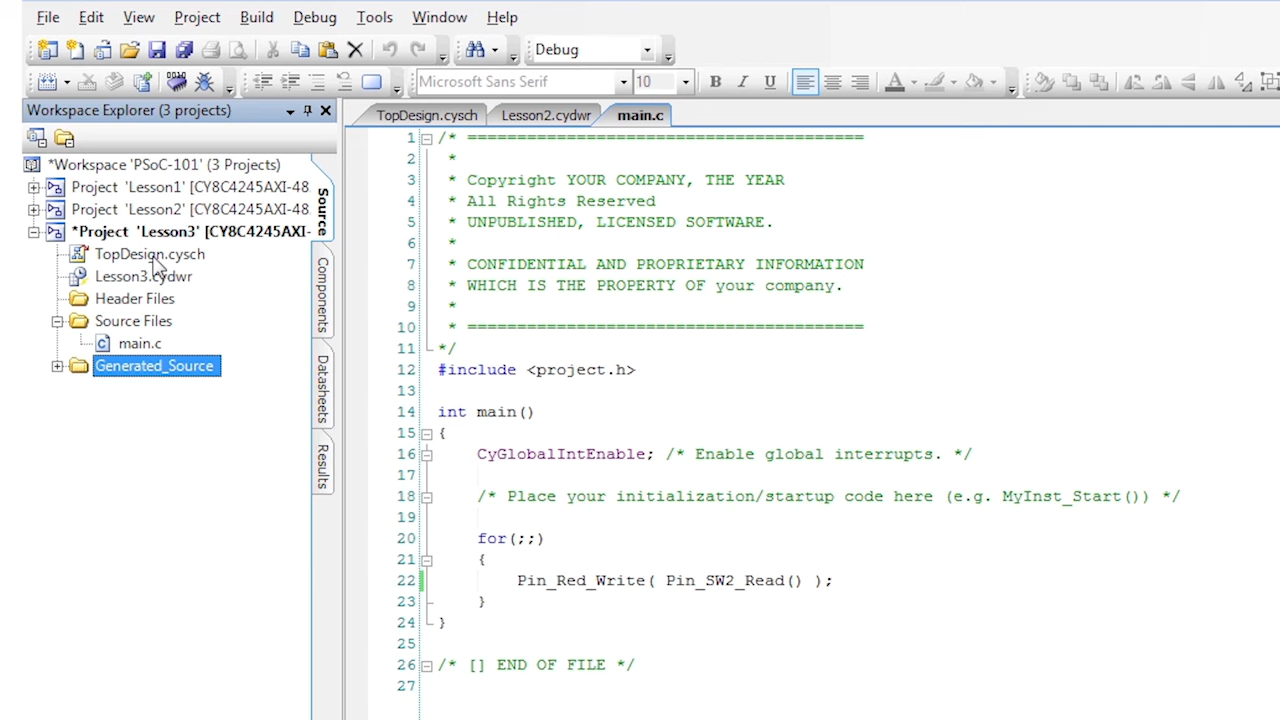 File Edit View Project Build Debug Tools Window Help
Debug
Microsoft Sans Serif 10 B I U A
Workspace Explorer (3 projects)
*Workspace 'PSoC-101' (3 Projects)
Project 'Lesson1' [CY8C4245AXI-48
Project 'Lesson2' [CY8C4245AXI-48
*Project 'Lesson3' [CY8C4245AXI-
TopDesign.cysch
Lesson3.cydwr
Header Files
Source Files
main.c
Generated_Source
Source
Components
Datasheets
Results
TopDesign.cysch Lesson2.cydwr main.c
1 /* ========================================
2 *
3 * Copyright YOUR COMPANY, THE YEAR
4 * All Rights Reserved
5 * UNPUBLISHED, LICENSED SOFTWARE.
6 *
7 * CONFIDENTIAL AND PROPRIETARY INFORMATION
8 * WHICH IS THE PROPERTY OF your company.
9 *
10 * ========================================
11 */
12 #include <project.h>
13
14 int main()
15 {
16 CyGlobalIntEnable; /* Enable global interrupts. */
17
18 /* Place your initialization/startup code here (e.g. MyInst_Start()) */
19
20 for(;;)
21 {
22 Pin_Red_Write( Pin_SW2_Read() );
23 }
24 }
25
26 /* [] END OF FILE */
27